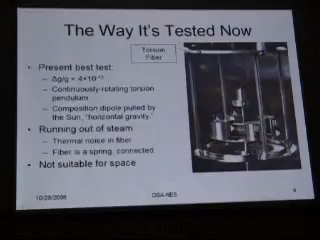 The Way It's Tested Now
Torsion
Fiber
• Present best test:
– Δg/g < 4×10⁻¹³
– Continuously-rotating torsion
pendulum
– Composition dipole pulled by
the Sun, "horizontal gravity."
• Running out of steam
– Thermal noise in fiber
– Fiber is a spring, connected.
• Not suitable for space
10/28/2008
OSA-NES
4